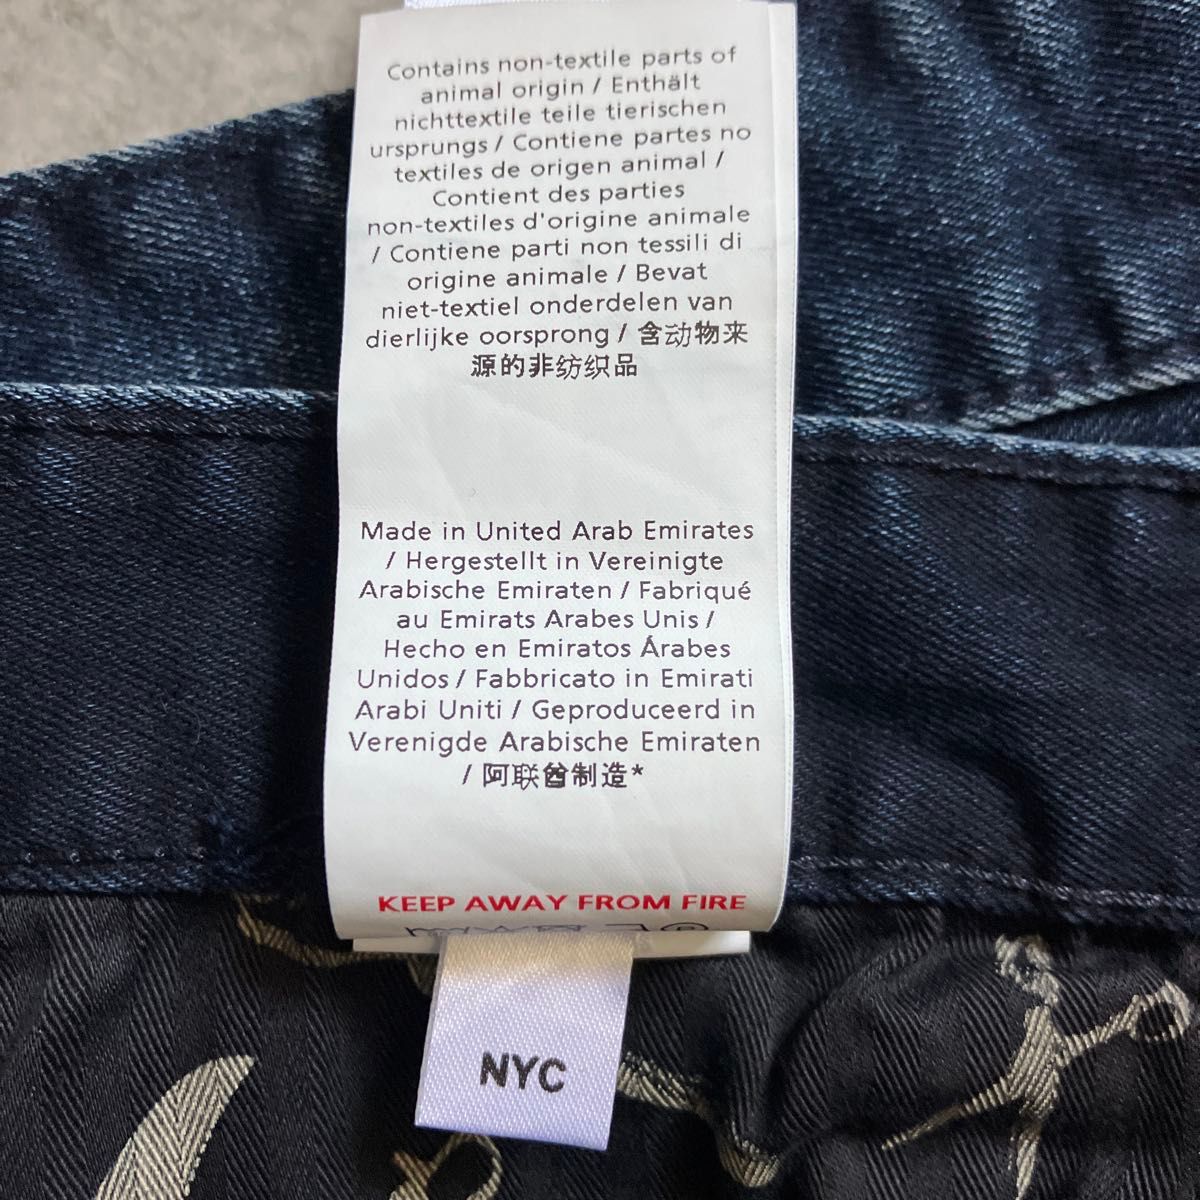 Contains non-textile parts of
animal origin / Enthält
nichttextile teile tierischen
ursprungs / Contiene partes no
textiles de origen animal /
Contient des parties
non-textiles d'origine animale
/ Contiene parti non tessili di
origine animale / Bevat
niet-textiel onderdelen van
dierlijke oorsprong / 含动物来
源的非纺织品
Made in United Arab Emirates
/ Hergestellt in Vereinigte
Arabische Emiraten / Fabriqué
au Emirats Arabes Unis /
Hecho en Emiratos Árabes
Unidos / Fabbricato in Emirati
Arabi Uniti / Geproduceerd in
Verenigde Arabische Emiraten
/ 阿联酋制造*
KEEP AWAY FROM FIRE
NYC